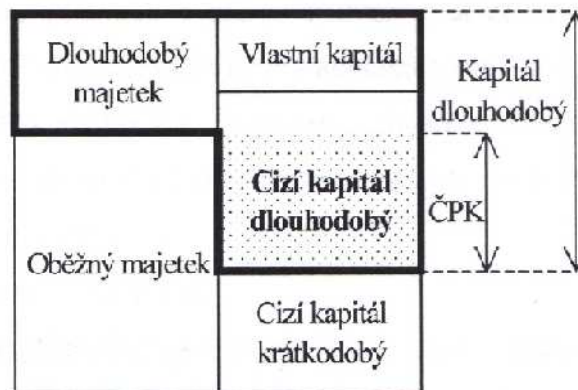 Dlouhodobý
majetek
Vlastní kapitál
Kapitál
dlouhodobý
Cizí kapitál
dlouhodobý
ČPK
Oběžný majetek
Cizí kapitál
krátkodobý